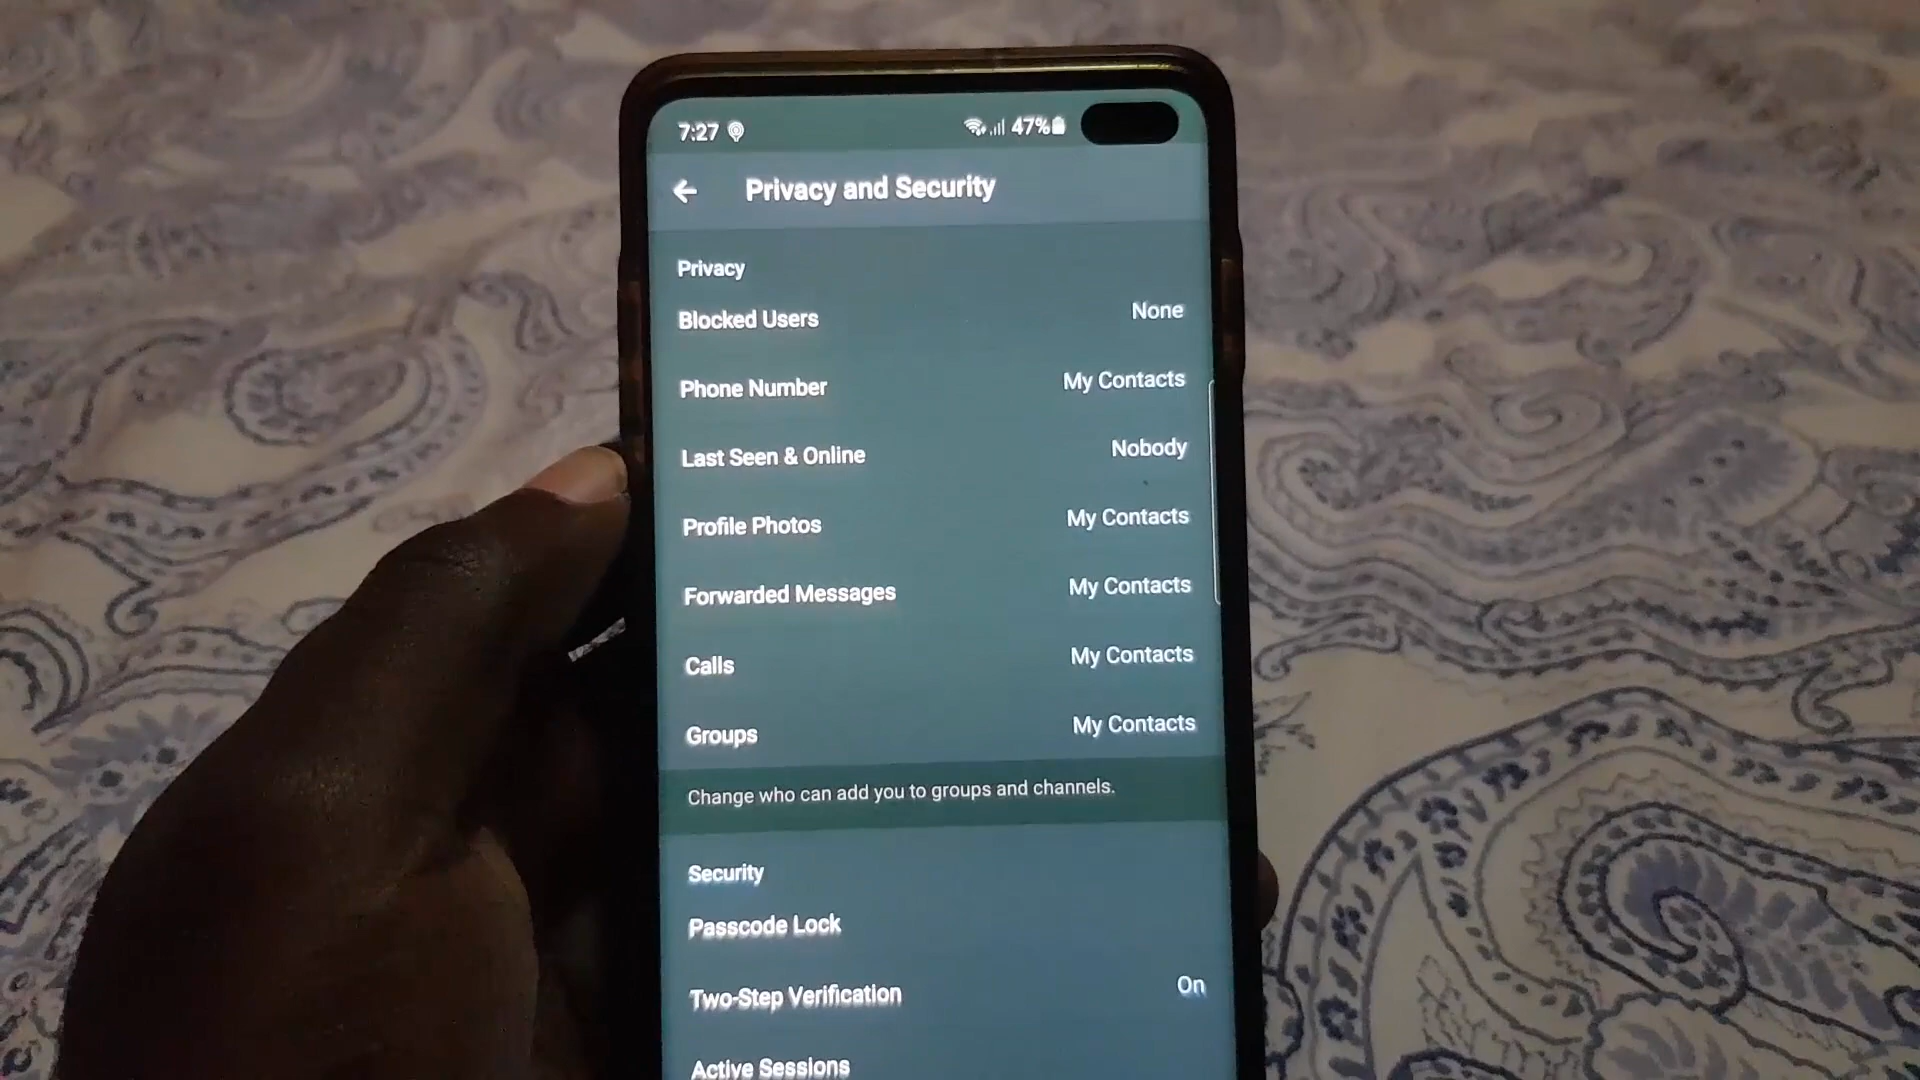 7:27 47%
Privacy and Security
Privacy
Blocked Users None
Phone Number My Contacts
Last Seen & Online Nobody
Profile Photos My Contacts
Forwarded Messages My Contacts
Calls My Contacts
Groups My Contacts
Change who can add you to groups and channels.
Security
Passcode Lock
Two-Step Verification On
Active Sessions